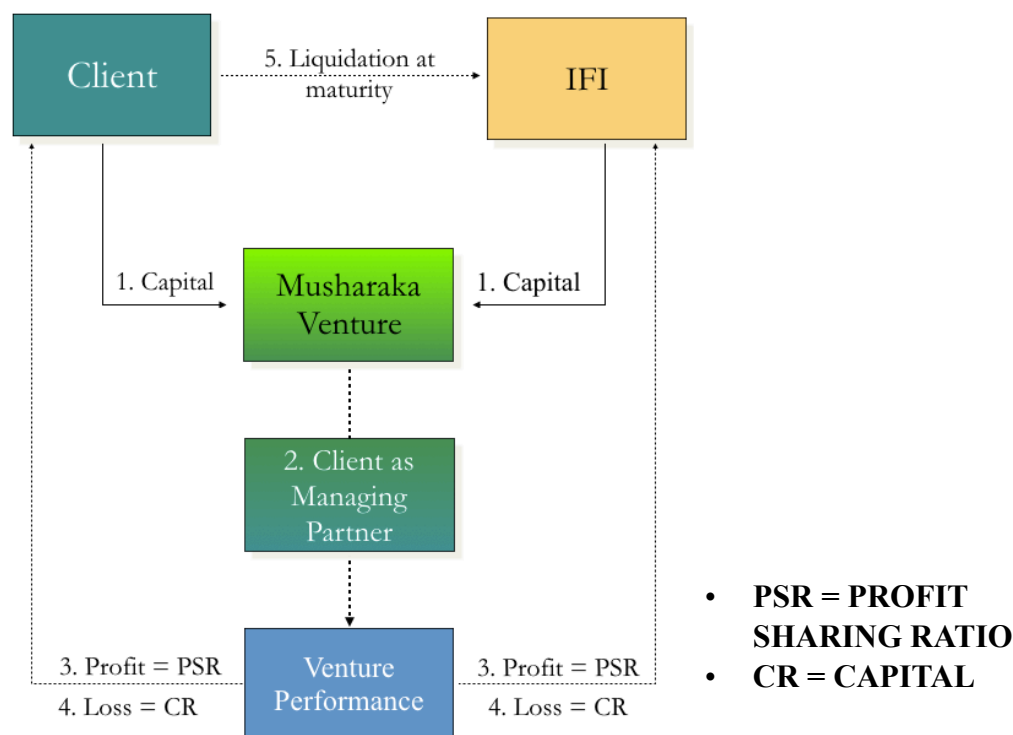 Client
5. Liquidation at
maturity
IFI
1. Capital
Musharaka
Venture
1. Capital
2. Client as
Managing
Partner
3. Profit = PSR
4. Loss = CR
Venture
Performance
3. Profit = PSR
4. Loss = CR
• PSR = PROFIT
SHARING RATIO
• CR = CAPITAL